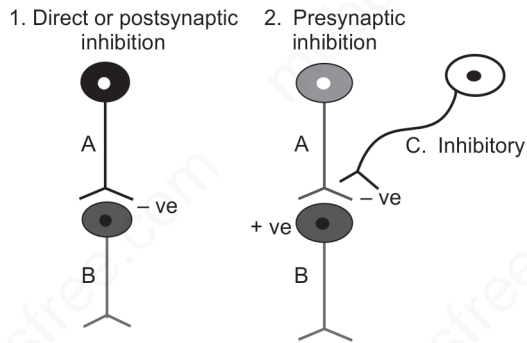 1. Direct or postsynaptic
inhibition
2. Presynaptic
inhibition
A
– ve
B
A
C. Inhibitory
– ve
+ ve
B